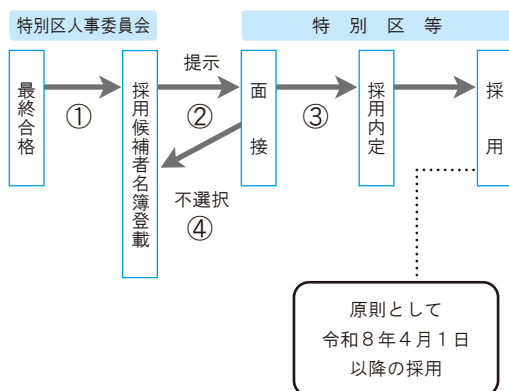 特別区人事委員会
特別区等
最終合格
①
採用候補者名簿登載
提示
②
面接
③
採用内定
採用
不選択
④
原則として
令和８年４月１日
以降の採用